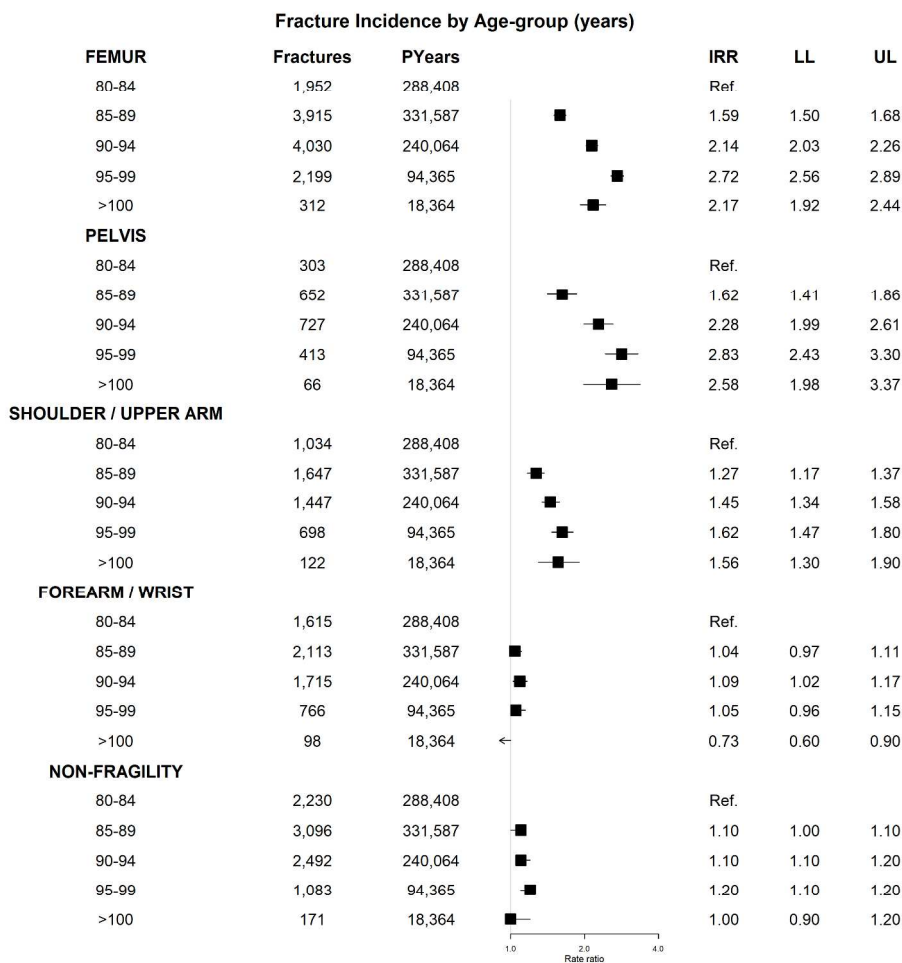 Fracture Incidence by Age-group (years)
FEMUR Fractures PYears IRR LL UL
80-84 1,952 288,408 Ref.
85-89 3,915 331,587 1.59 1.50 1.68
90-94 4,030 240,064 2.14 2.03 2.26
95-99 2,199 94,365 2.72 2.56 2.89
>100 312 18,364 2.17 1.92 2.44
PELVIS
80-84 303 288,408 Ref.
85-89 652 331,587 1.62 1.41 1.86
90-94 727 240,064 2.28 1.99 2.61
95-99 413 94,365 2.83 2.43 3.30
>100 66 18,364 2.58 1.98 3.37
SHOULDER / UPPER ARM
80-84 1,034 288,408 Ref.
85-89 1,647 331,587 1.27 1.17 1.37
90-94 1,447 240,064 1.45 1.34 1.58
95-99 698 94,365 1.62 1.47 1.80
>100 122 18,364 1.56 1.30 1.90
FOREARM / WRIST
80-84 1,615 288,408 Ref.
85-89 2,113 331,587 1.04 0.97 1.11
90-94 1,715 240,064 1.09 1.02 1.17
95-99 766 94,365 1.05 0.96 1.15
>100 98 18,364 0.73 0.60 0.90
NON-FRAGILITY
80-84 2,230 288,408 Ref.
85-89 3,096 331,587 1.10 1.00 1.10
90-94 2,492 240,064 1.10 1.10 1.20
95-99 1,083 94,365 1.20 1.10 1.20
>100 171 18,364 1.00 0.90 1.20
1.0 2.0 4.0
Rate ratio